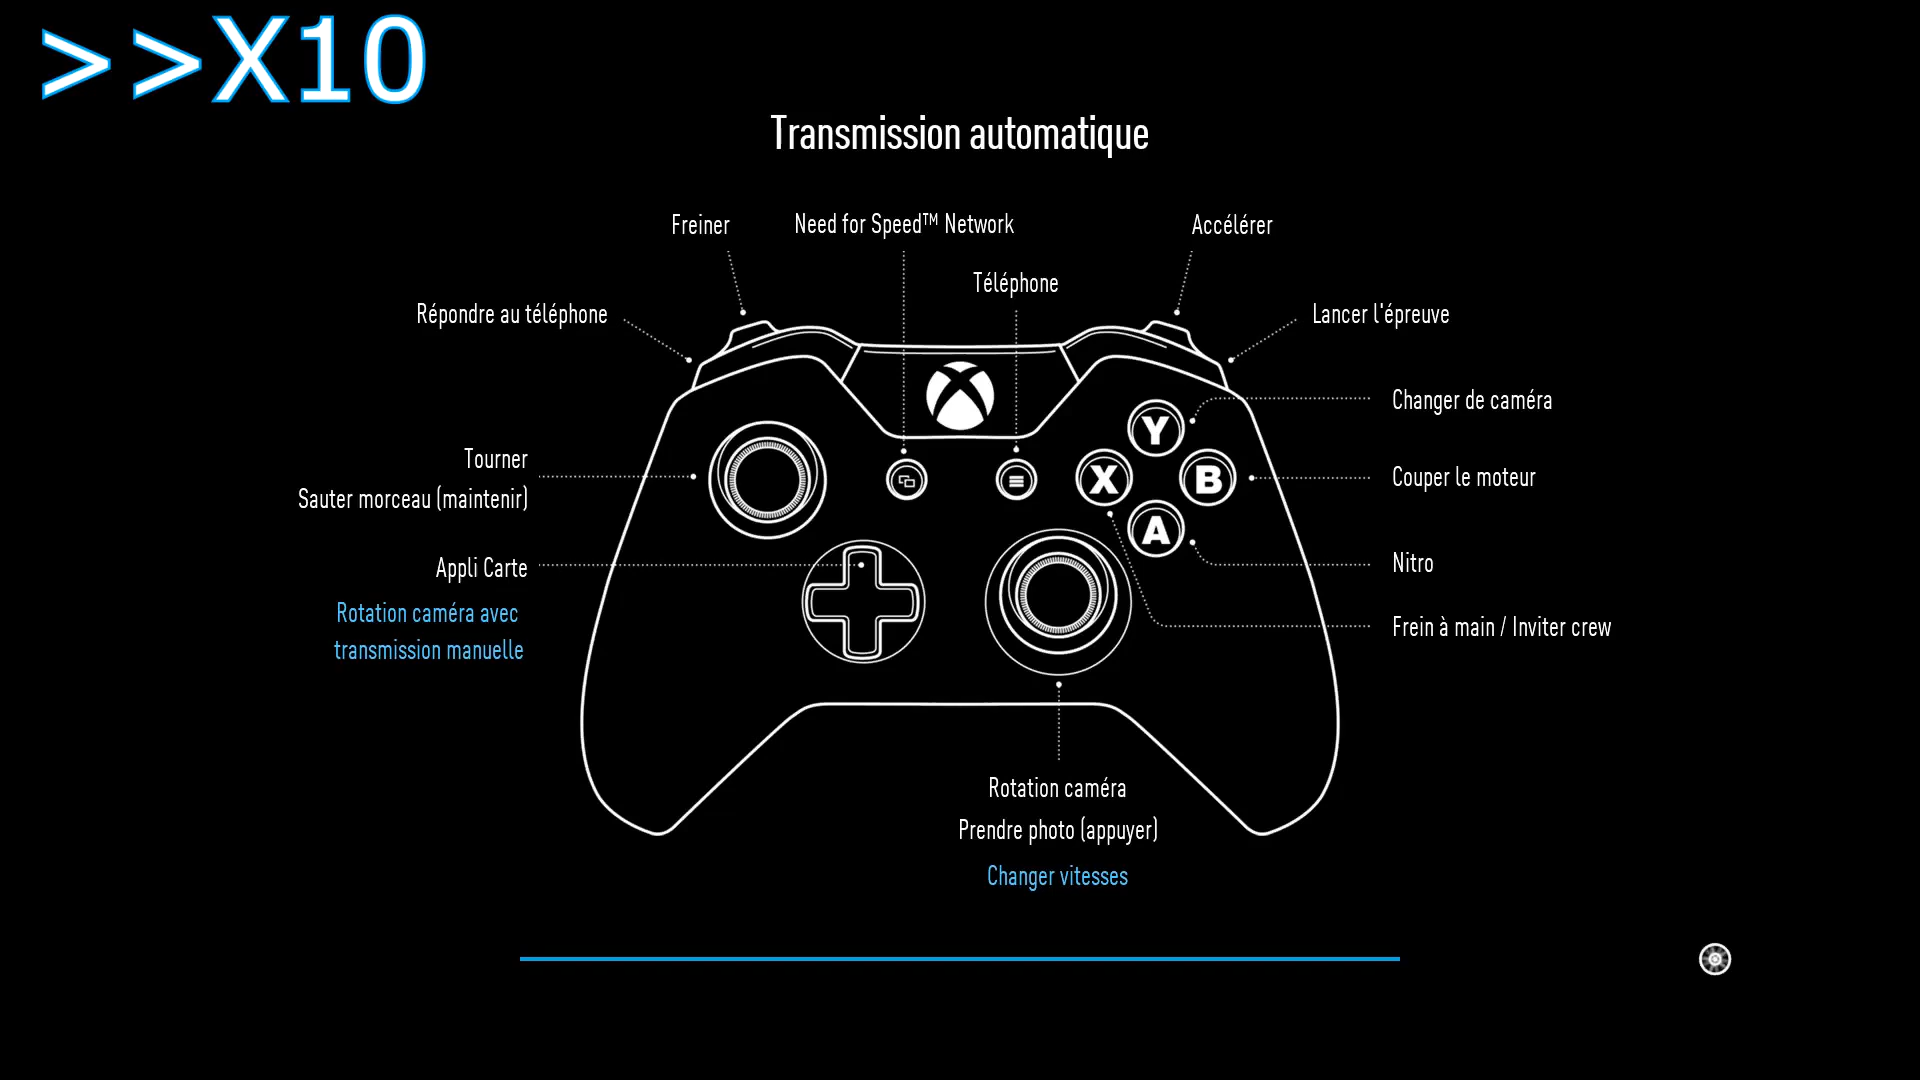 >>X10
Transmission automatique
Freiner
Need for Speed™ Network
Accélérer
Téléphone
Répondre au téléphone
Lancer l'épreuve
Changer de caméra
Y
X
B
A
Tourner
Sauter morceau (maintenir)
Couper le moteur
Appli Carte
Nitro
Rotation caméra avec
transmission manuelle
Frein à main / Inviter crew
Rotation caméra
Prendre photo (appuyer)
Changer vitesses